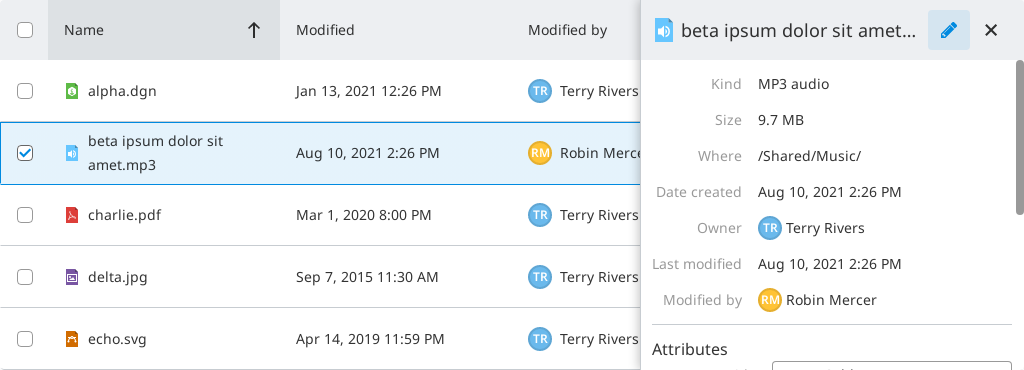 Name Modified Modified by
alpha.dgn Jan 13, 2021 12:26 PM TR Terry Rivers
beta ipsum dolor sit
amet.mp3 Aug 10, 2021 2:26 PM RM Robin Merce
charlie.pdf Mar 1, 2020 8:00 PM TR Terry Rivers
delta.jpg Sep 7, 2015 11:30 AM TR Terry Rivers
echo.svg Apr 14, 2019 11:59 PM TR Terry Rivers
beta ipsum dolor sit amet...
Kind MP3 audio
Size 9.7 MB
Where /Shared/Music/
Date created Aug 10, 2021 2:26 PM
Owner TR Terry Rivers
Last modified Aug 10, 2021 2:26 PM
Modified by RM Robin Mercer
Attributes